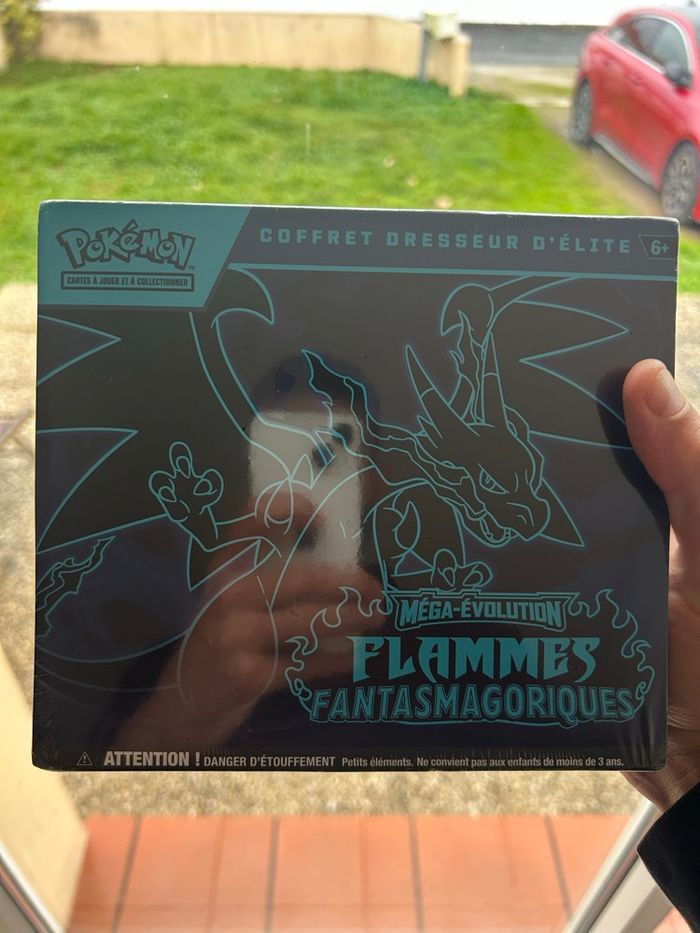 POKÉMON
CARTES À JOUER ET À COLLECTIONNER
COFFRET DRESSEUR D'ÉLITE
6+
MÉGA-ÉVOLUTION
FLAMMES
FANTASMAGORIQUES
ATTENTION ! DANGER D'ÉTOUFFEMENT Petits éléments. Ne convient pas aux enfants de moins de 3 ans.